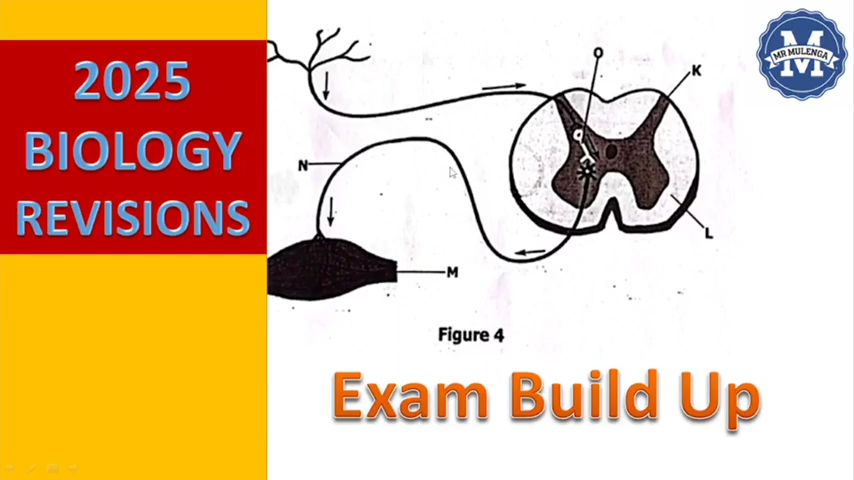 2025
BIOLOGY
REVISIONS
O
K
N
L
M
Figure 4
Exam Build Up
MR MULENGA
M